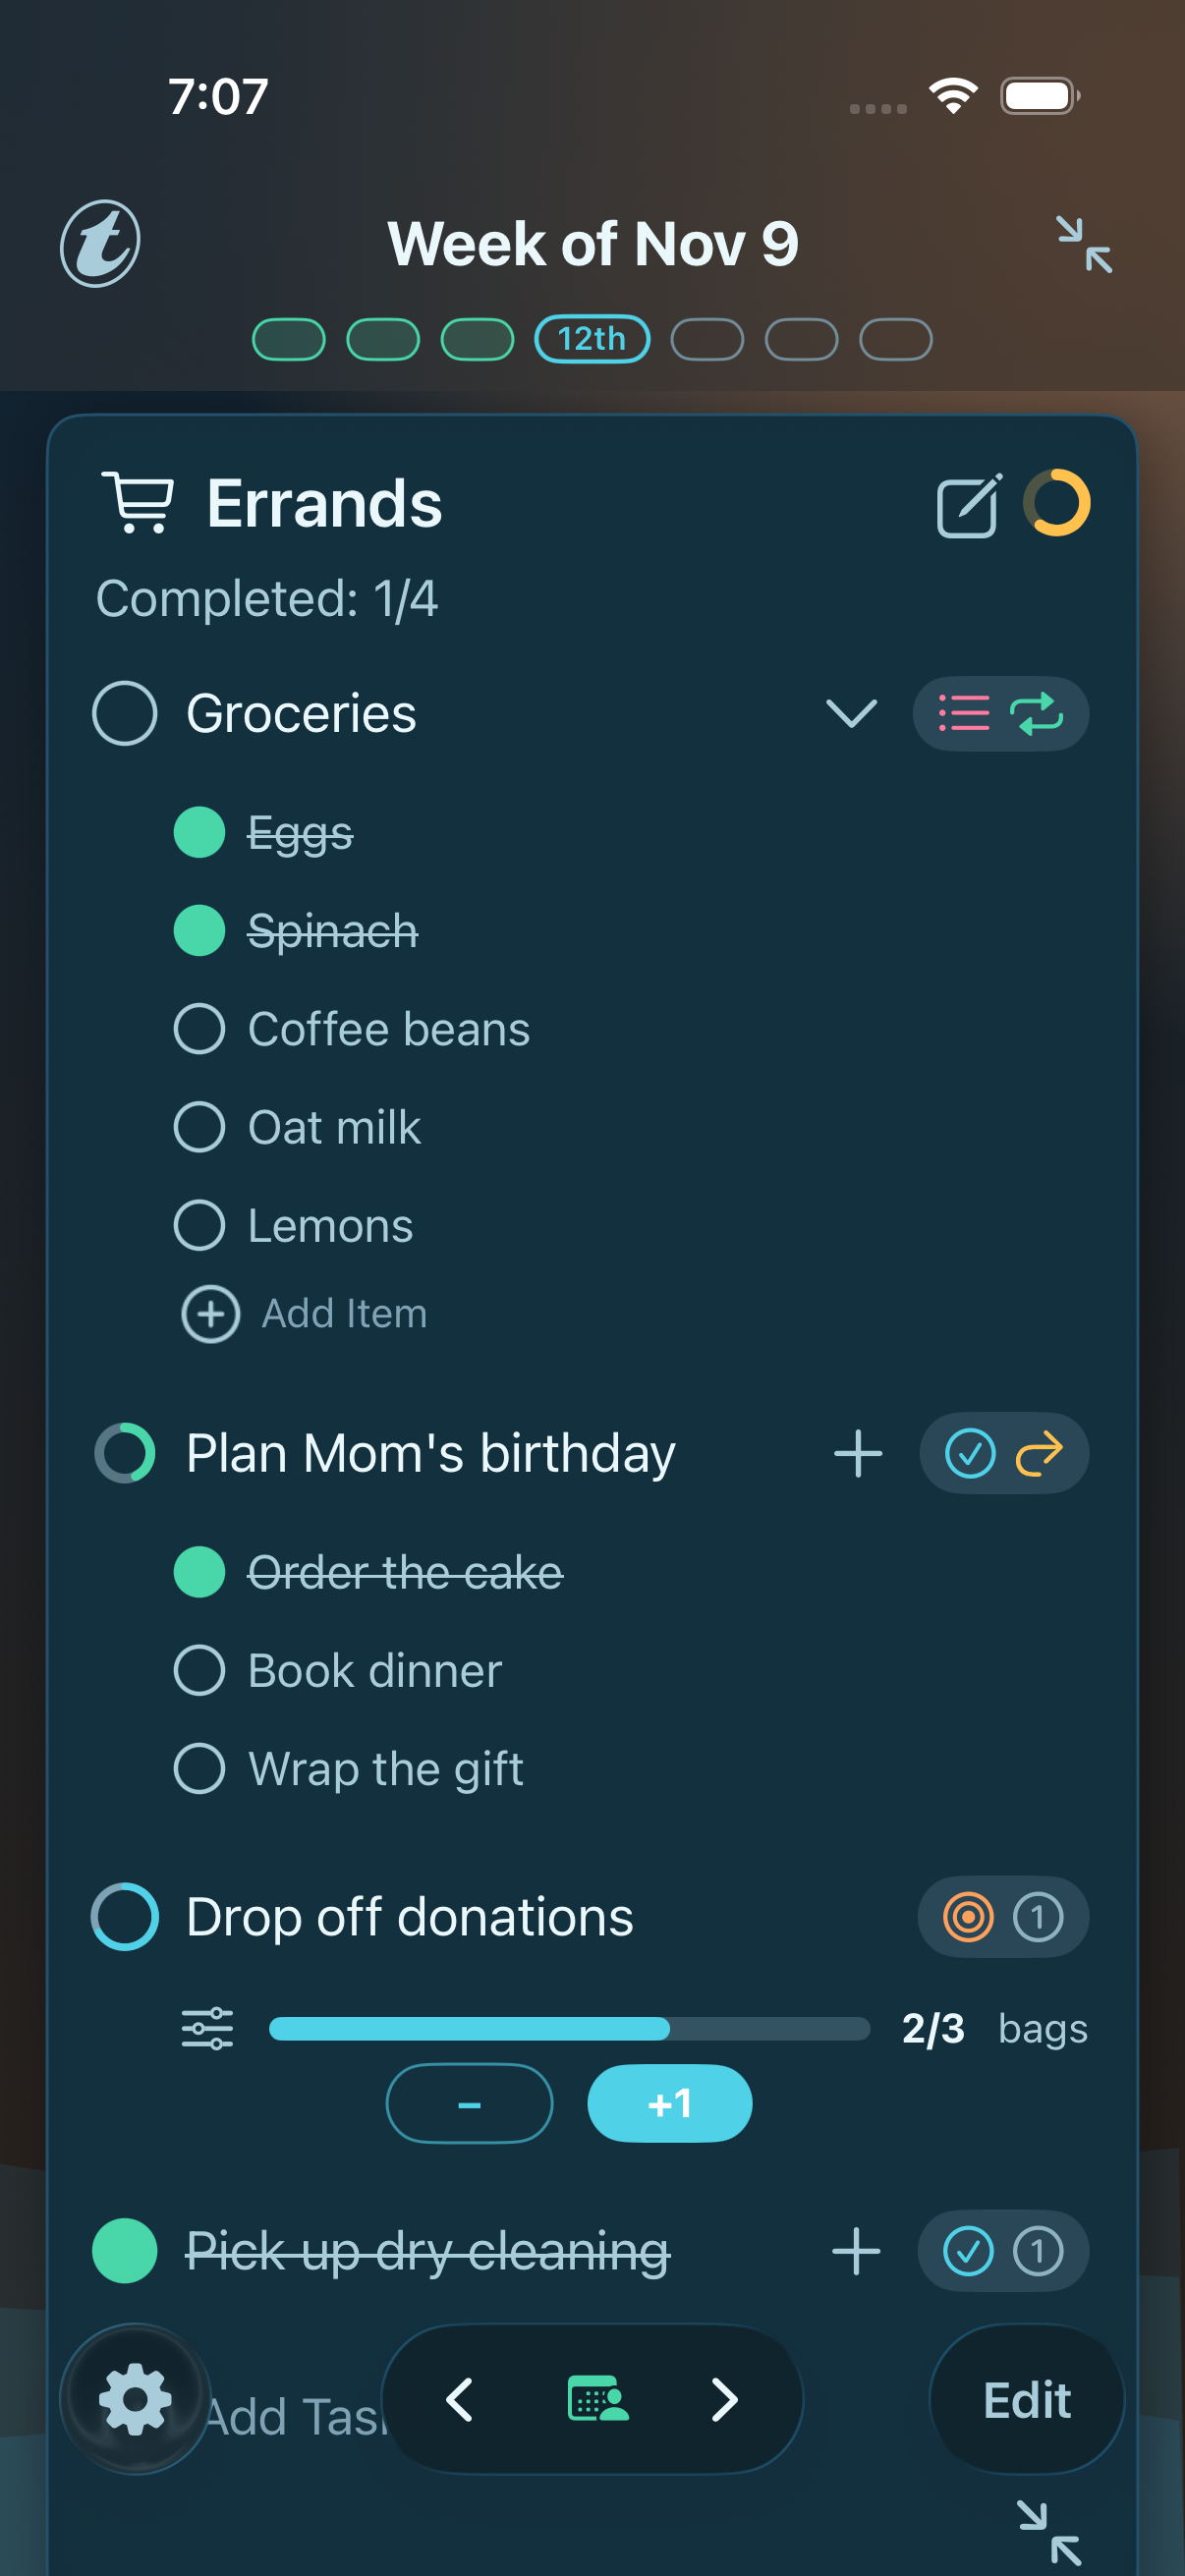 7:07
t
Week of Nov 9
12th
Errands
Completed: 1/4
Groceries
Eggs
Spinach
Coffee beans
Oat milk
Lemons
Add Item
Plan Mom's birthday
Order the cake
Book dinner
Wrap the gift
Drop off donations 1
2/3 bags
– +1
Pick up dry cleaning 1
Add
Edit